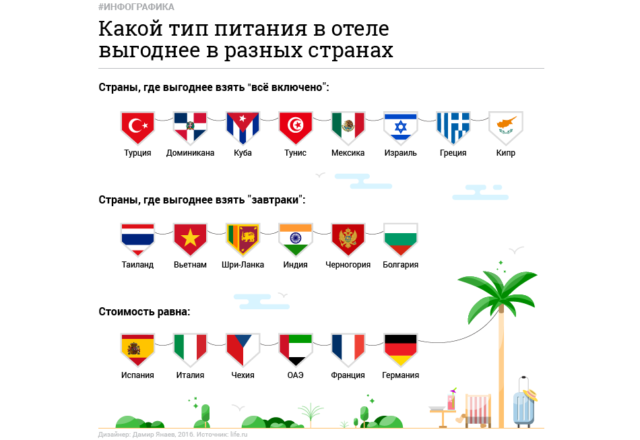 #ИНФОГРАФИКА
Какой тип питания в отеле
выгоднее в разных странах
Страны, где выгоднее взять "всё включено":
Турция Доминикана Куба Тунис Мексика Израиль Греция Кипр
Страны, где выгоднее взять "завтраки":
Таиланд Вьетнам Шри-Ланка Индия Черногория Болгария
Стоимость равна:
Испания Италия Чехия ОАЭ Франция Германия
Дизайнер: Дамер Янаев, 2016. Источник: life.ru